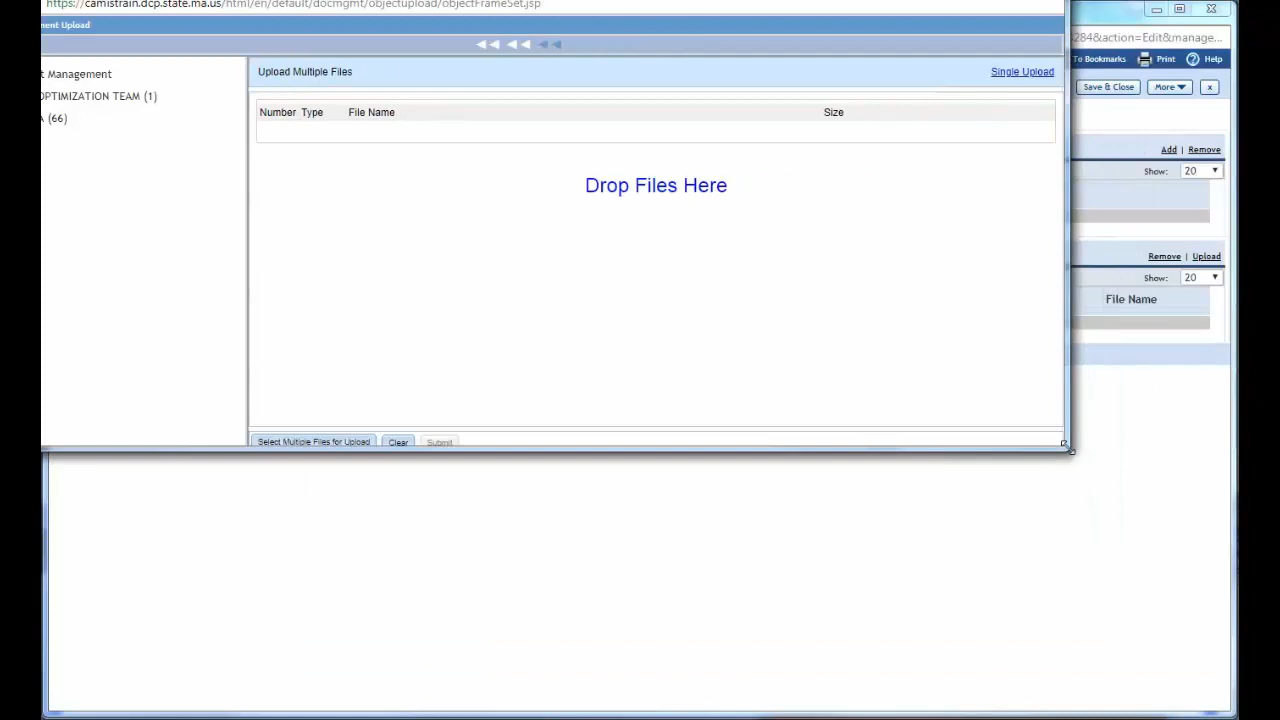 https://camistrain.dcp.state.ma.us/html/en/default/docmgmt/objectupload/objectFrameSet.jsp
ment Upload
t Management
OPTIMIZATION TEAM (1)
(66)
Upload Multiple Files
Single Upload
Number Type File Name Size
Drop Files Here
Select Multiple Files for Upload Clear Submit
284&action=Edit&manage...
To Bookmarks Print ? Help
Save & Close More x
Add | Remove
Show: 20
Remove | Upload
Show: 20
File Name